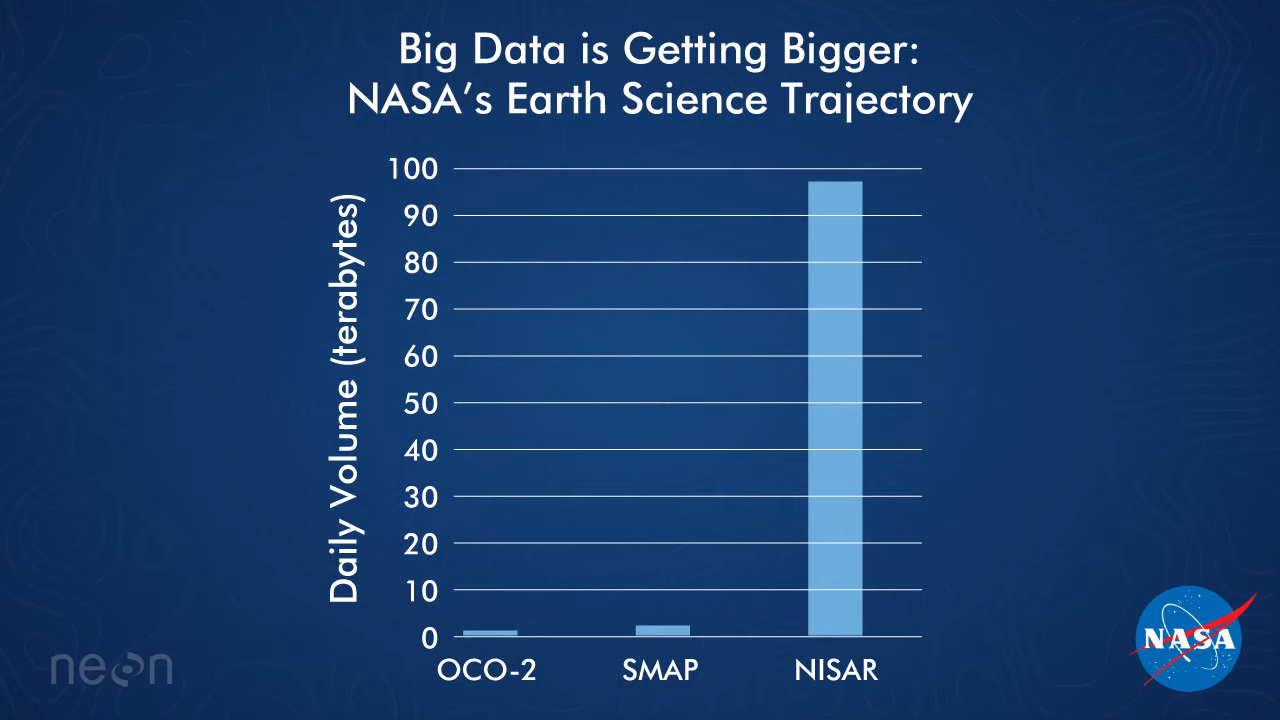 Big Data is Getting Bigger:
NASA’s Earth Science Trajectory
Daily Volume (terabytes)
100
90
80
70
60
50
40
30
20
10
0
OCO-2 SMAP NISAR
neon
NASA